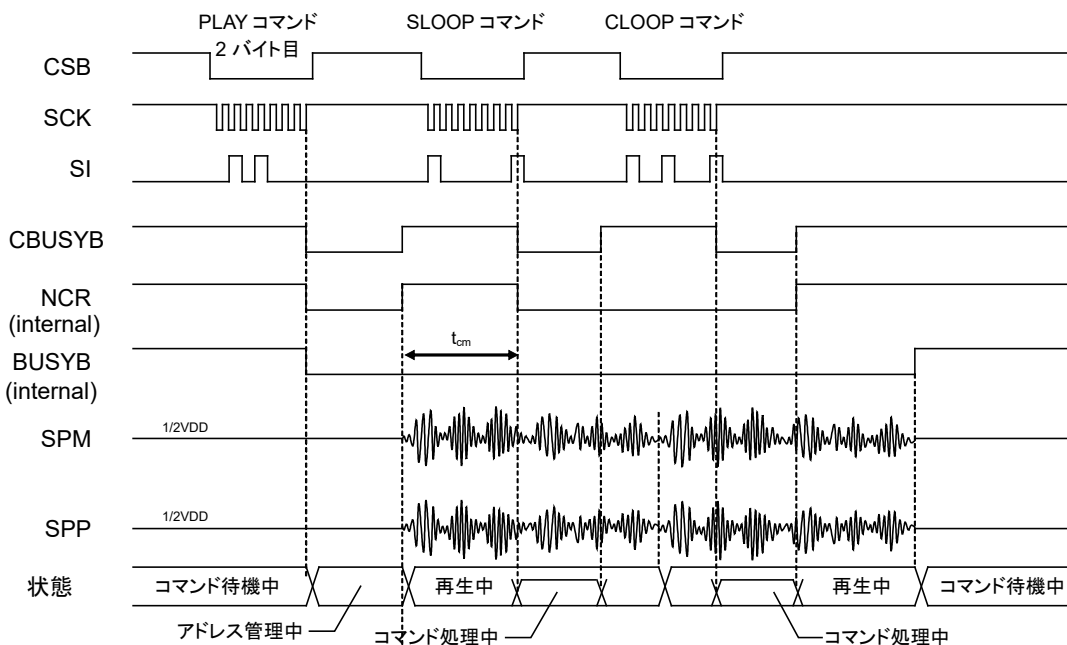 PLAY コマンド
2 バイト目
SLOOP コマンド
CLOOP コマンド
CSB
SCK
SI
CBUSYB
NCR
(internal)
tcm
BUSYB
(internal)
1/2VDD
SPM
1/2VDD
SPP
状態
コマンド待機中
再生中
再生中
コマンド待機中
アドレス管理中
コマンド処理中
コマンド処理中